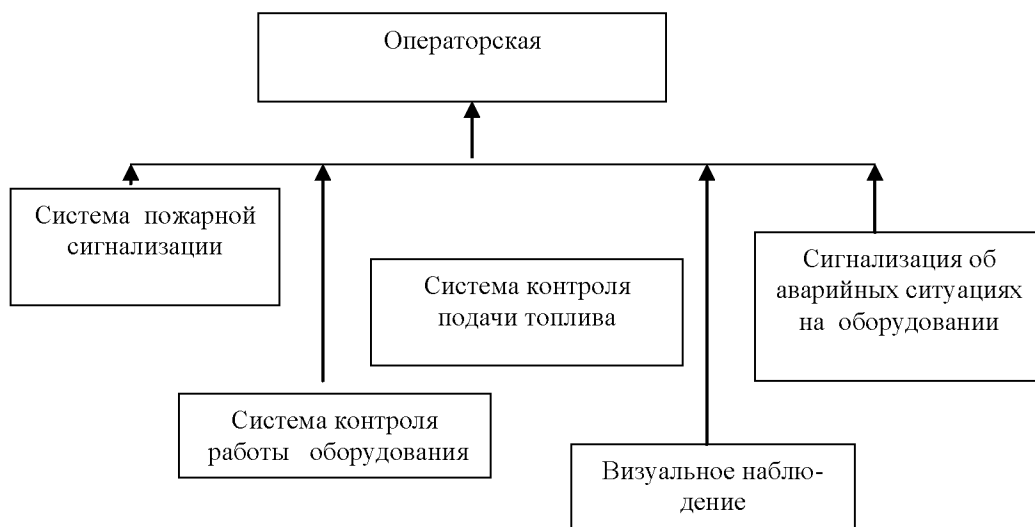 Операторская
Система пожарной
сигнализации
Система контроля
подачи топлива
Сигнализация об
аварийных ситуациях
на оборудовании
Система контроля
работы оборудования
Визуальное наблю-
дение